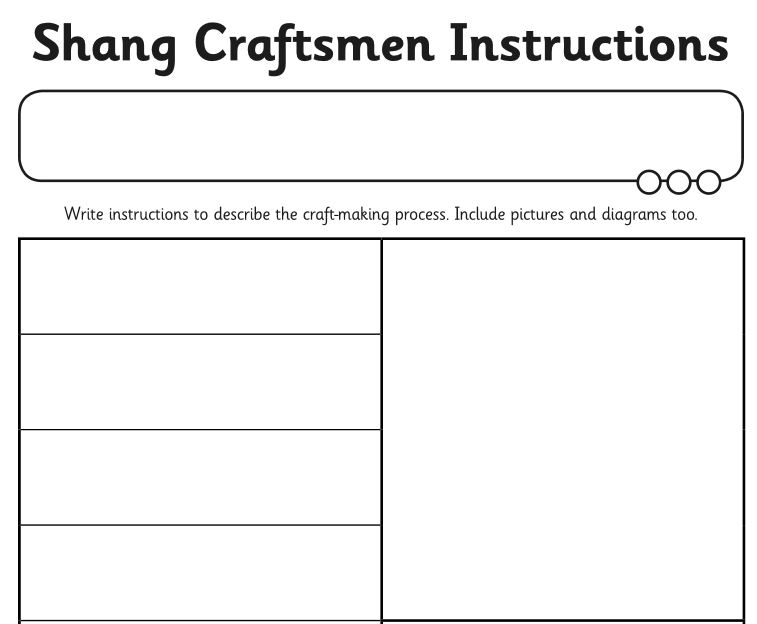 Shang Craftsmen Instructions
Write instructions to describe the craft-making process. Include pictures and diagrams too.